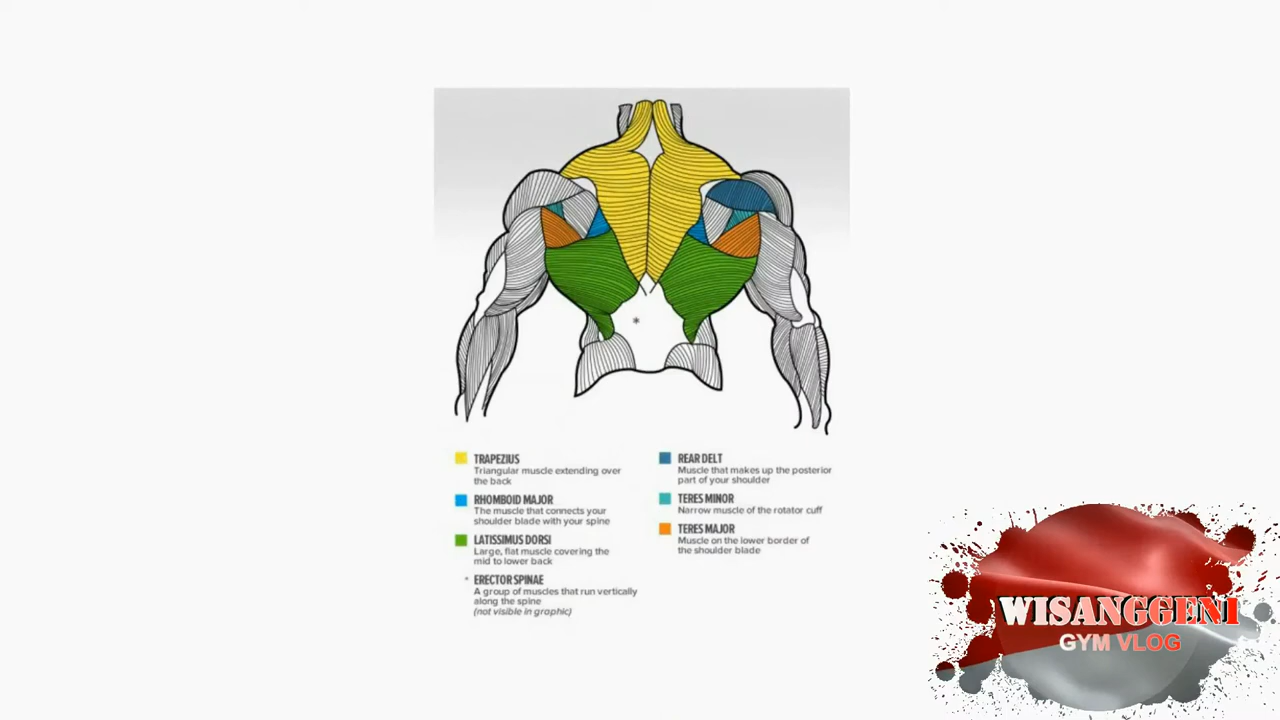 *
TRAPEZIUS
Triangular muscle extending over
the back
RHOMBOID MAJOR
The muscle that connects your
shoulder blade with your spine
LATISSIMUS DORSI
Large, flat muscle covering the
mid to lower back
* ERECTOR SPINAE
A group of muscles that run vertically
along the spine
(not visible in graphic)
REAR DELT
Muscle that makes up the posterior
part of your shoulder
TERES MINOR
Narrow muscle of the rotator cuff
TERES MAJOR
Muscle on the lower border of
the shoulder blade
WISANGGENI
GYM VLOG